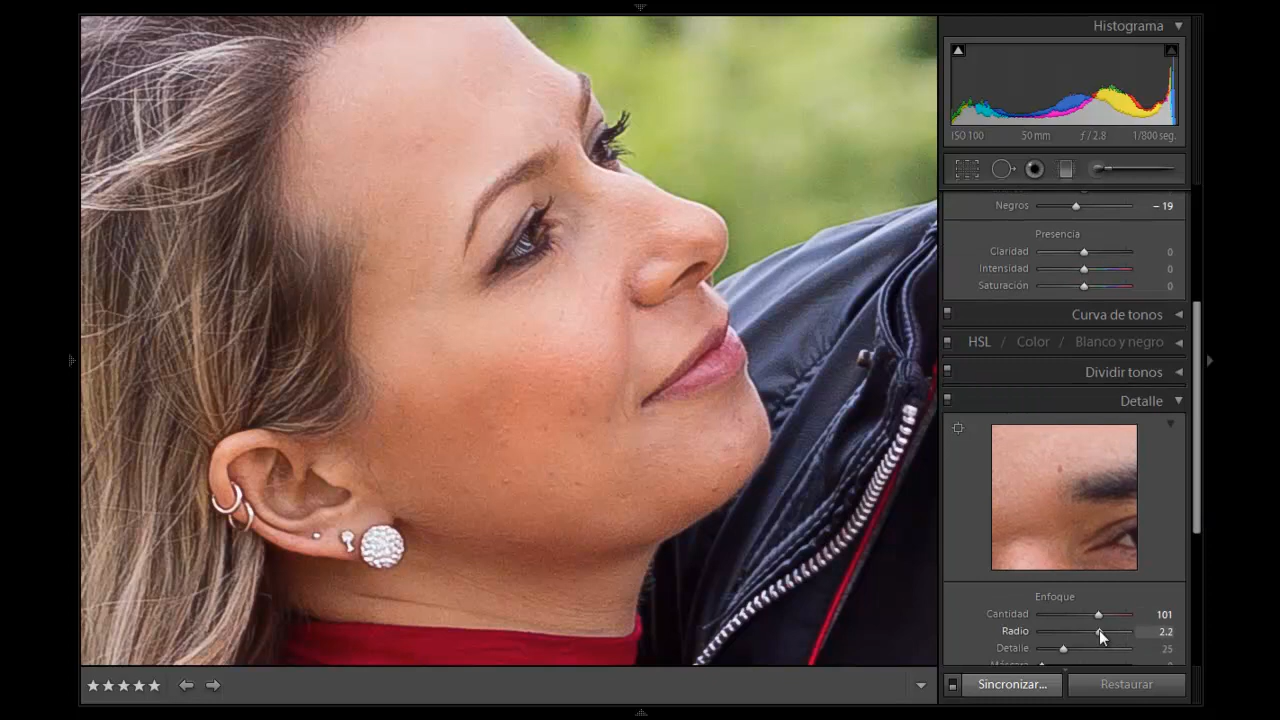 Histograma
ISO 100 50 mm ƒ / 2.8 1/800 seg.
Negros – 19
Presencia
Claridad 0
Intensidad 0
Saturación 0
Curva de tonos
HSL / Color / Blanco y negro
Dividir tonos
Detalle
Enfoque
Cantidad 101
Radio 2.2
Detalle 25
Sincronizar... Restaurar